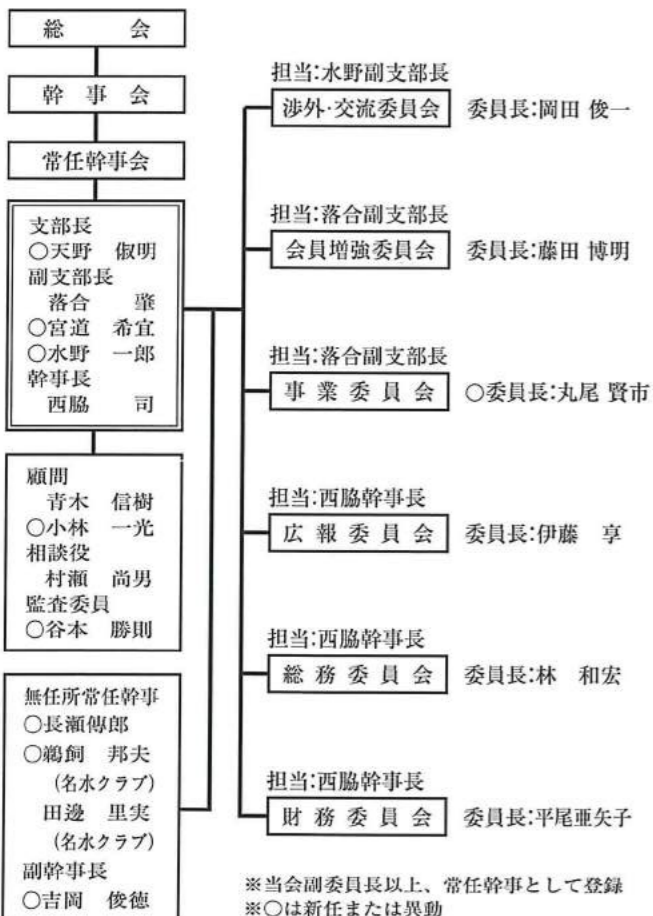 総　会
幹 事 会
常任幹事会
支部長
○天野　俶明
副支部長
落合　肇
○宮道　希宜
○水野　一郎
幹事長
西脇　司
顧問
青木　信樹
○小林　一光
相談役
村瀬　尚男
監査委員
○谷本　勝則
無任所常任幹事
○長瀬傳郎
○鵜飼　邦夫
(名水クラブ)
田邊　里実
(名水クラブ)
副幹事長
○吉岡　俊徳
担当:水野副支部長
渉外·交流委員会　委員長:岡田 俊一
担当:落合副支部長
会員増強委員会　委員長:藤田 博明
担当:落合副支部長
事 業 委 員 会　○委員長:丸尾 賢市
担当:西脇幹事長
広 報 委 員 会　委員長:伊藤　享
担当:西脇幹事長
総 務 委 員 会　委員長:林　和宏
担当:西脇幹事長
財 務 委 員 会　委員長:平尾亜矢子
※当会副委員長以上、常任幹事として登録
※○は新任または異動